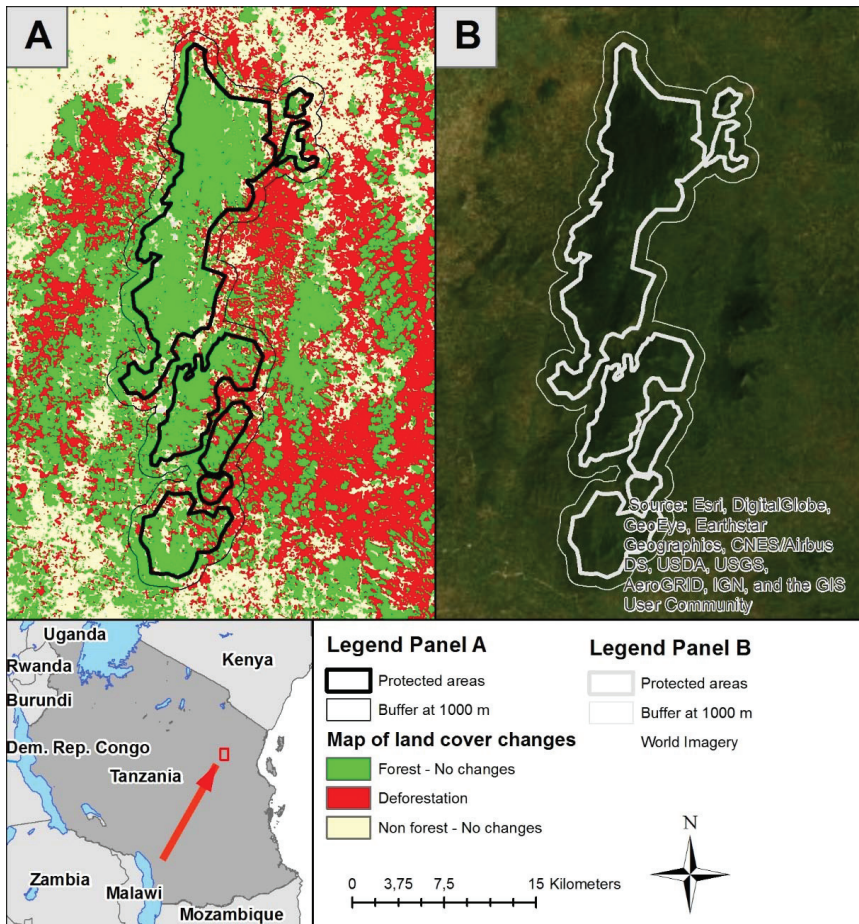 A
B
Source: Esri, DigitalGlobe,
GeoEye, Earthstar
Geographics, CNES/Airbus
DS, USDA, USGS,
AeroGRID, IGN, and the GIS
User Community
Uganda
Kenya
Rwanda
Burundi
Dem. Rep. Congo
Tanzania
Zambia
Malawi
Mozambique
Legend Panel A
Protected areas
Buffer at 1000 m
Map of land cover changes
Forest - No changes
Deforestation
Non forest - No changes
Legend Panel B
Protected areas
Buffer at 1000 m
World Imagery
0 3,75 7,5 15 Kilometers
N